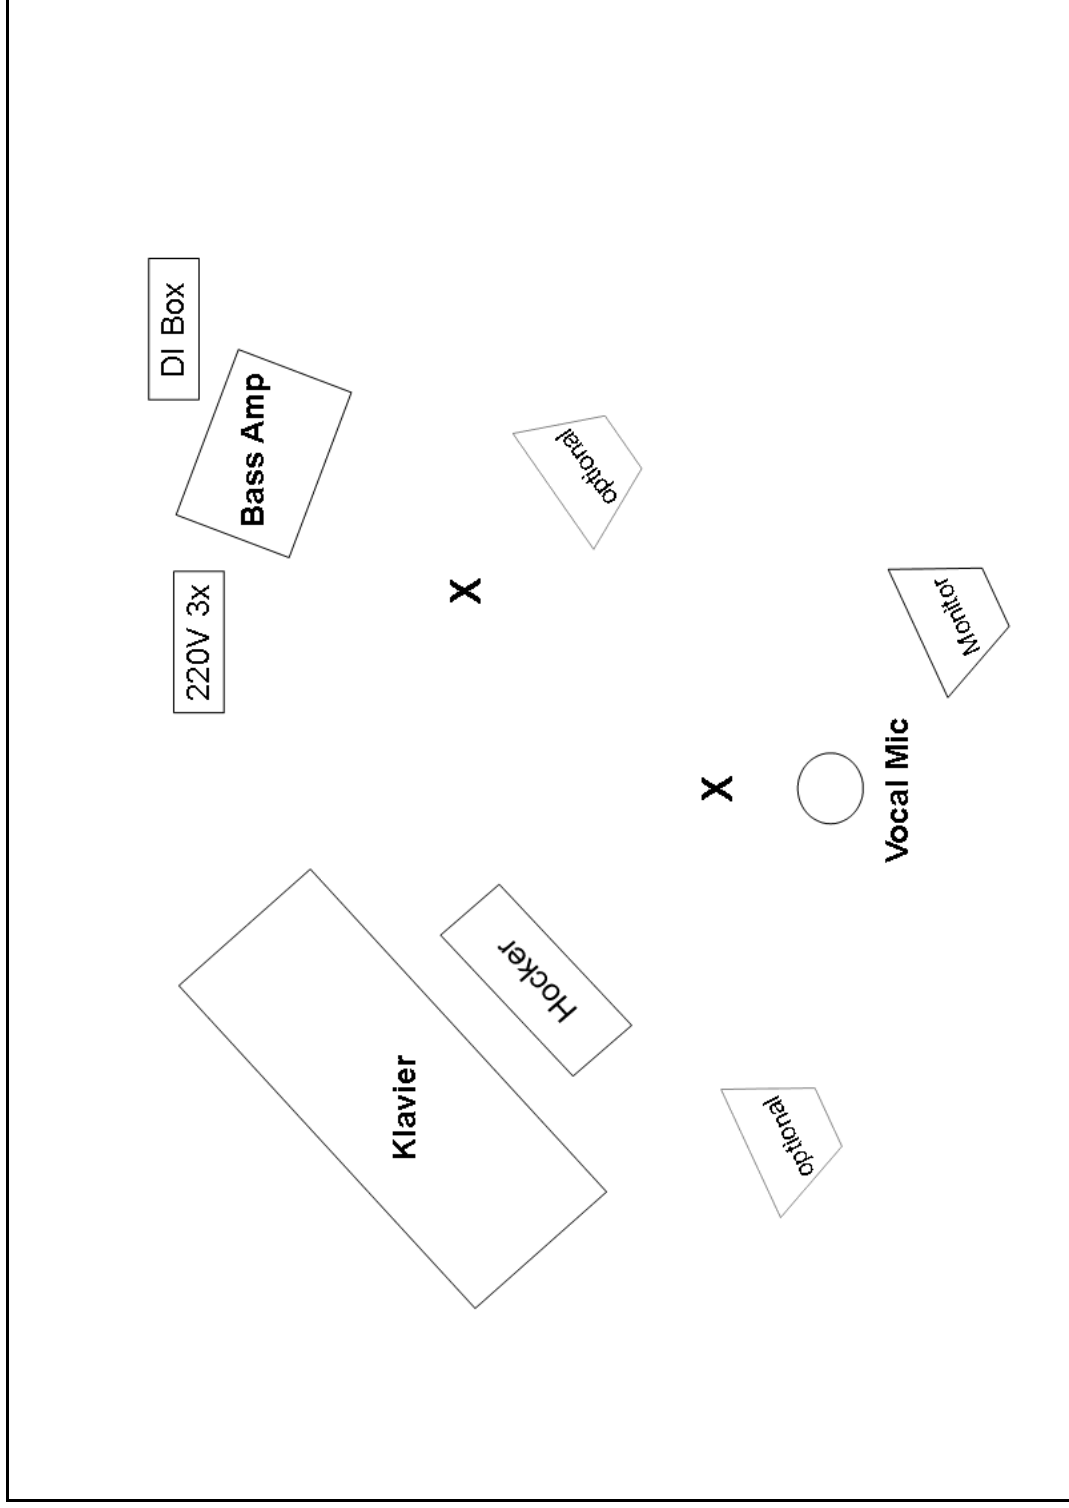 DI Box
Bass Amp
220V 3x
optional
X
Monitor
X
Vocal Mic
Hocker
Klavier
optional